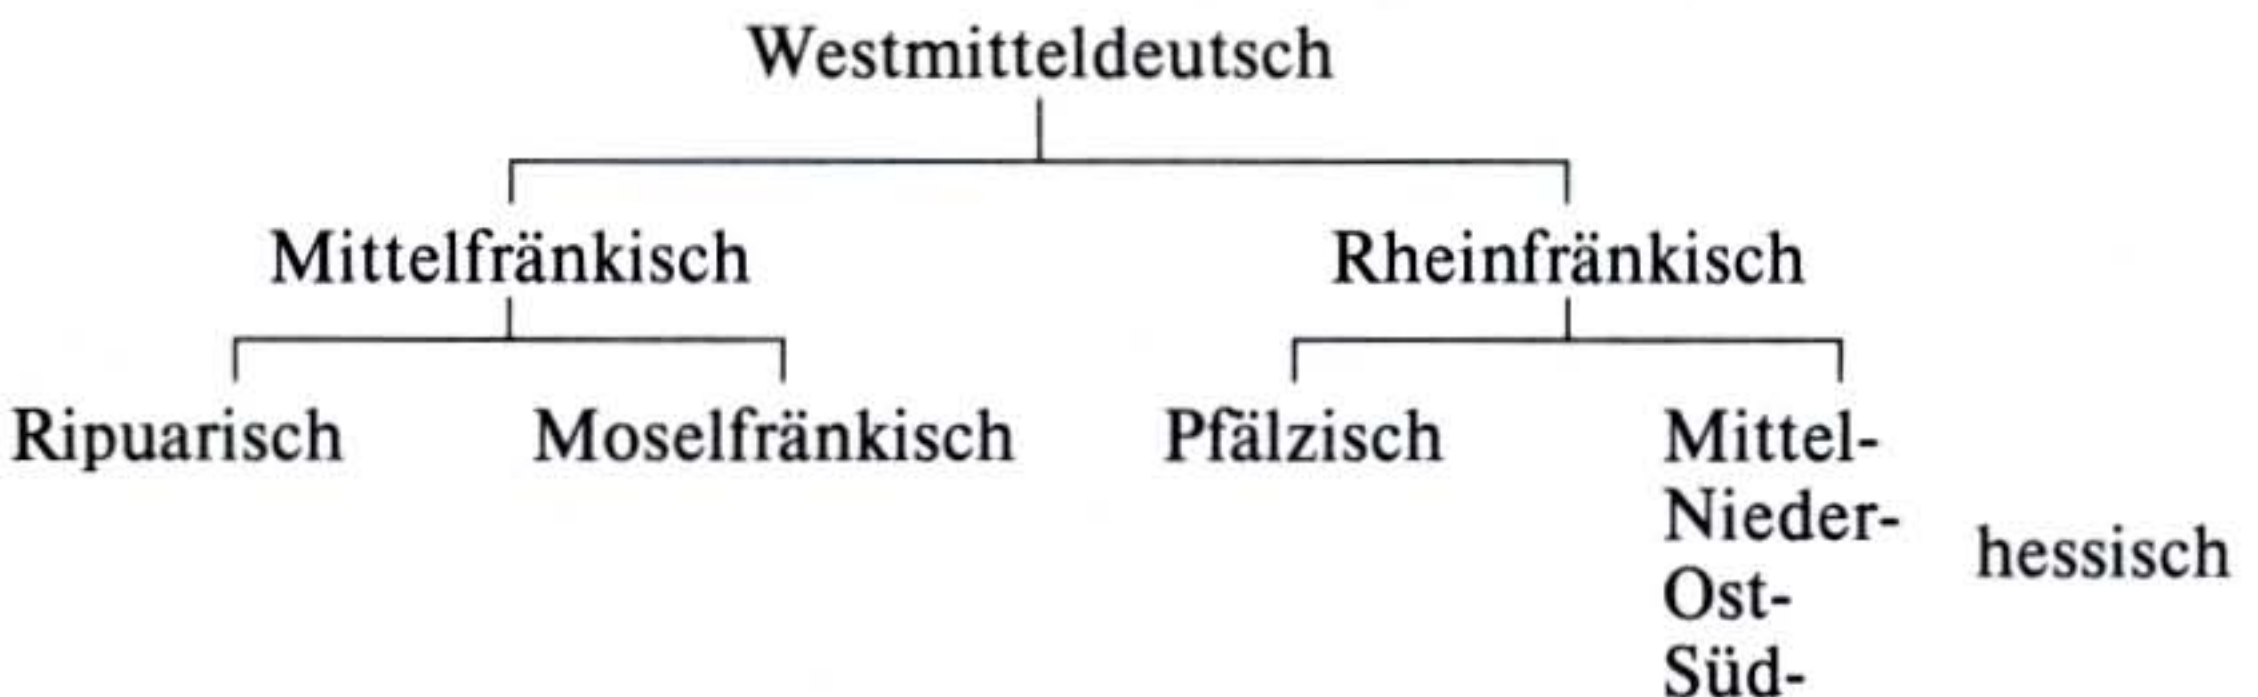 Westmitteldeutsch
Mittelfränkisch Rheinfränkisch
Ripuarisch Moselfränkisch Pfälzisch Mittel-
Nieder-
hessisch
Ost-
Süd-